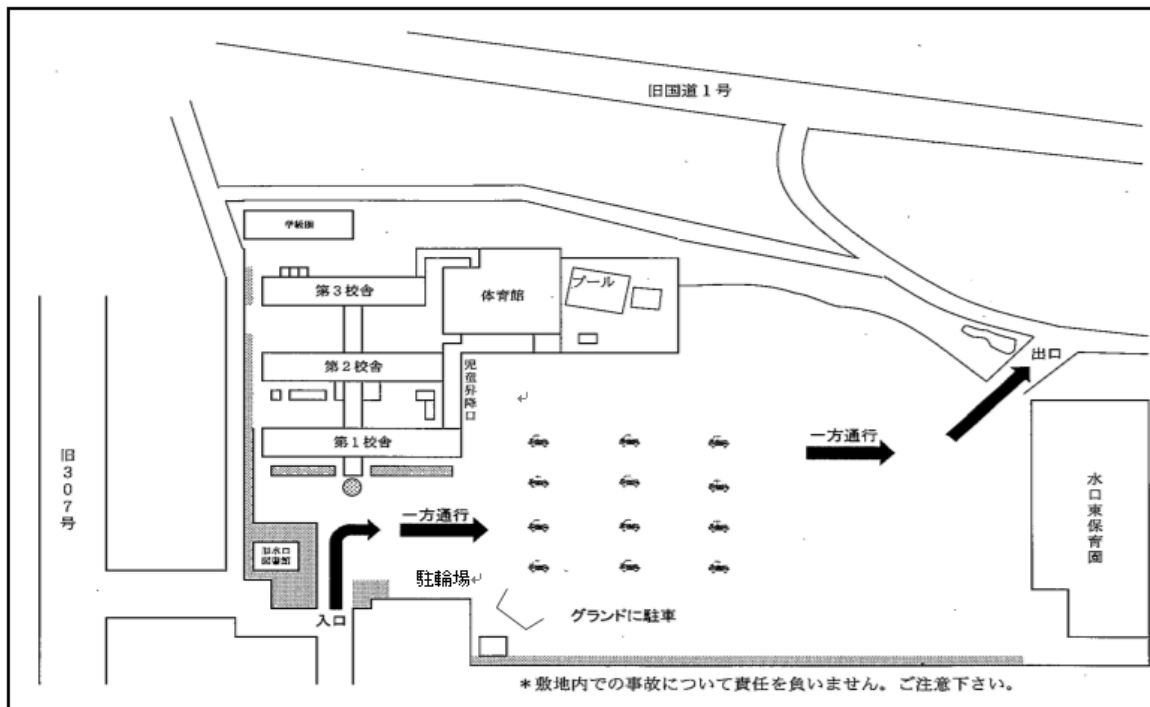 旧国道1号
学級園
第3校舎
体育館
プール
第2校舎
児童昇降口
第1校舎
出口
一方通行
旧307号
水口東保育園
一方通行
旧水口
図書館
駐輪場
入口
グランドに駐車
*敷地内での事故について責任を負いません。ご注意下さい。